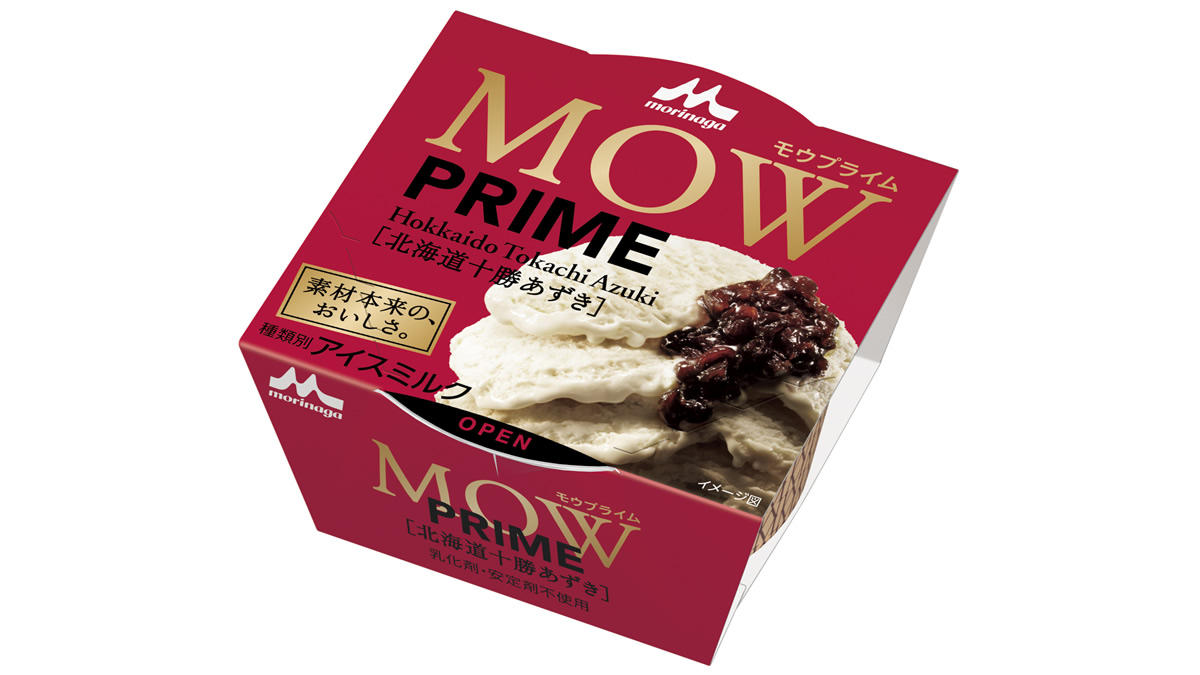 morinaga
MOW
モウプライム
PRIME
Hokkaido Tokachi Azuki
[北海道十勝あずき]
素材本来の、
おいしさ。
種類別 アイスミルク
OPEN
イメージ図
morinaga
MOW
モウプライム
PRIME
[北海道十勝あずき]
乳化剤・安定剤不使用